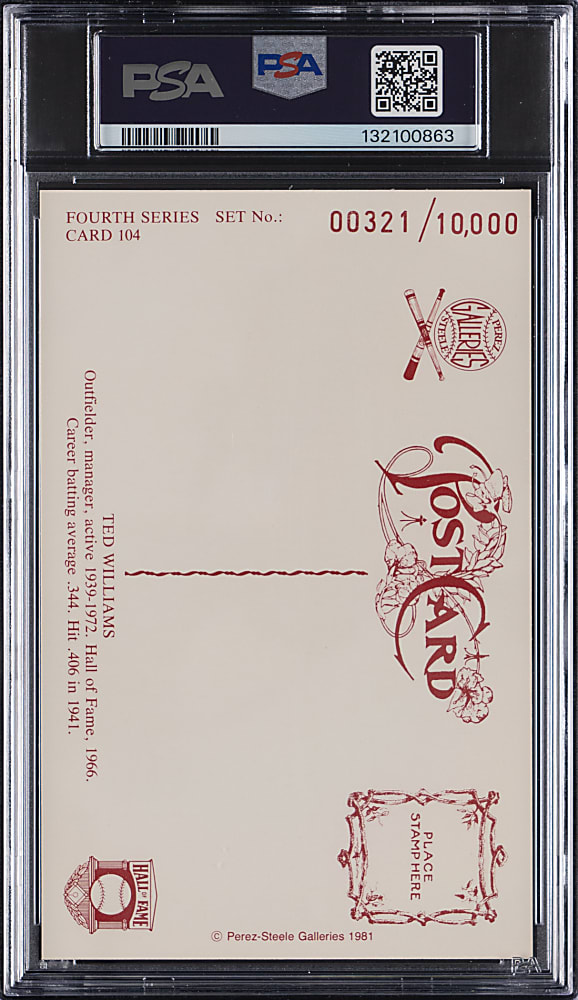 PSA
PSA
132100863
FOURTH SERIES SET No.: 00321/10,000
CARD 104
PEREZ
GALLERIES
STEELE
POST CARD
TED WILLIAMS
Outfielder, manager, active 1939-1972. Hall of Fame, 1966.
Career batting average .344. Hit .406 in 1941.
PLACE
STAMP HERE
HALL OF FAME
© Perez-Steele Galleries 1981
PSA